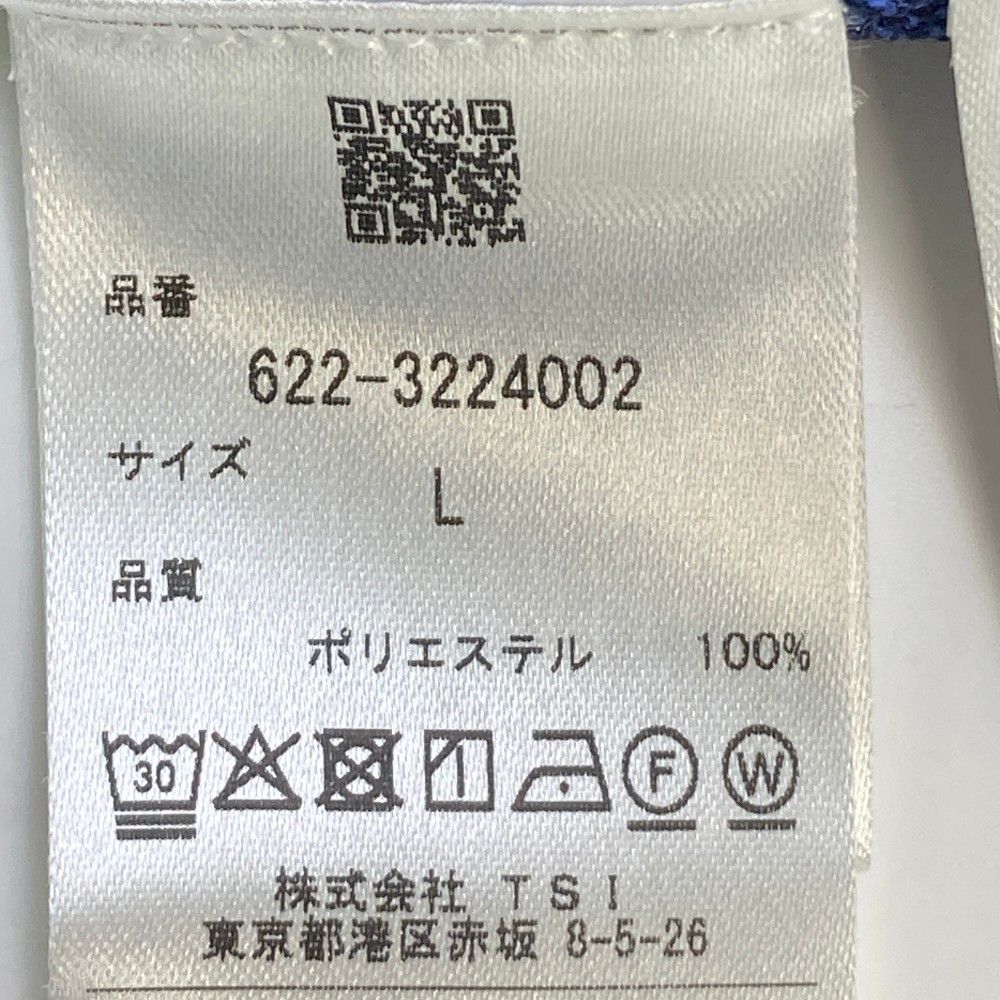 品番
622-3224002
サイズ
L
品質
ポリエステル 100%
30 F W
株式会社 TSI
東京都港区赤坂 8-5-26